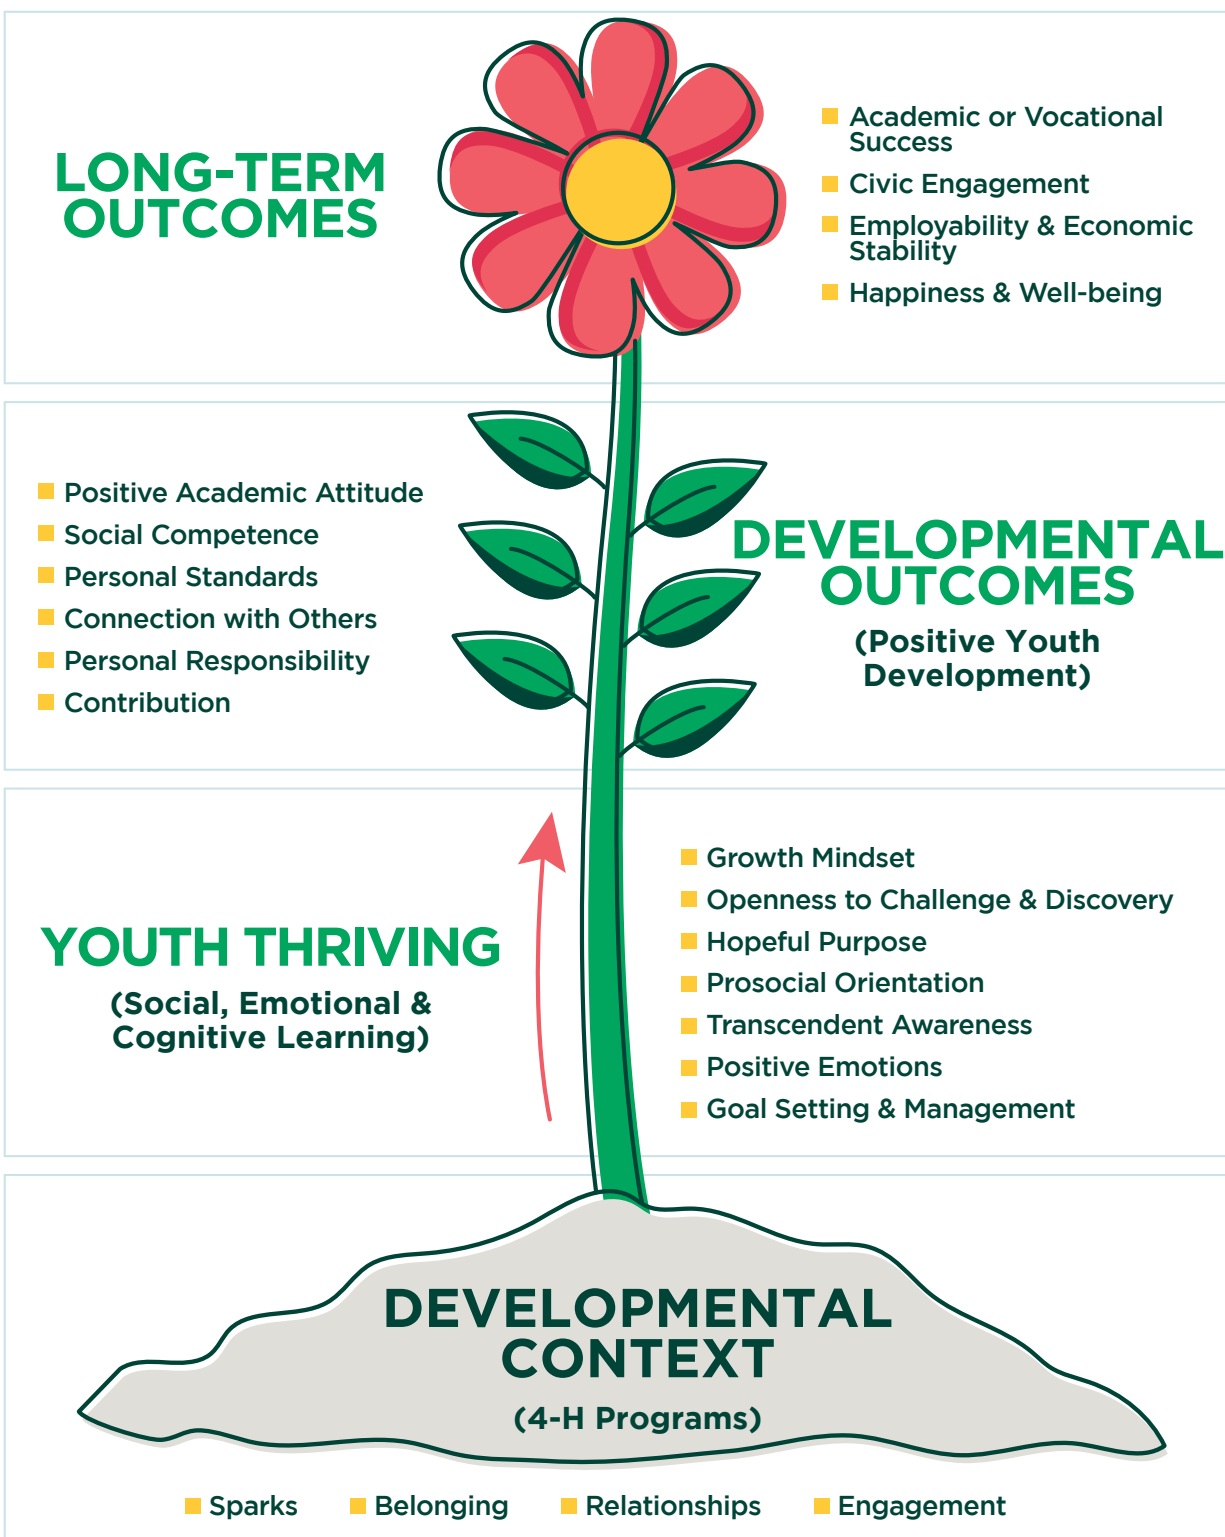 LONG-TERM
OUTCOMES
Academic or Vocational
Success
Civic Engagement
Employability & Economic
Stability
Happiness & Well-being
Positive Academic Attitude
Social Competence
Personal Standards
Connection with Others
Personal Responsibility
Contribution
DEVELOPMENTAL
OUTCOMES
(Positive Youth
Development)
YOUTH THRIVING
(Social, Emotional &
Cognitive Learning)
Growth Mindset
Openness to Challenge & Discovery
Hopeful Purpose
Prosocial Orientation
Transcendent Awareness
Positive Emotions
Goal Setting & Management
DEVELOPMENTAL
CONTEXT
(4-H Programs)
Sparks Belonging Relationships Engagement